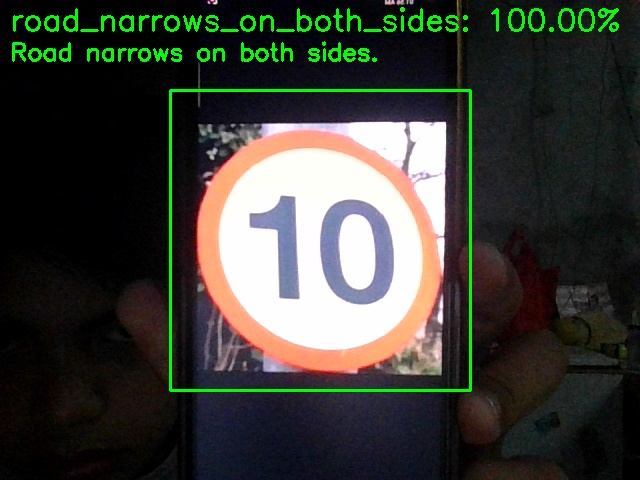 road_narrows_on_both_sides: 100.00%
Road narrows on both sides.
10